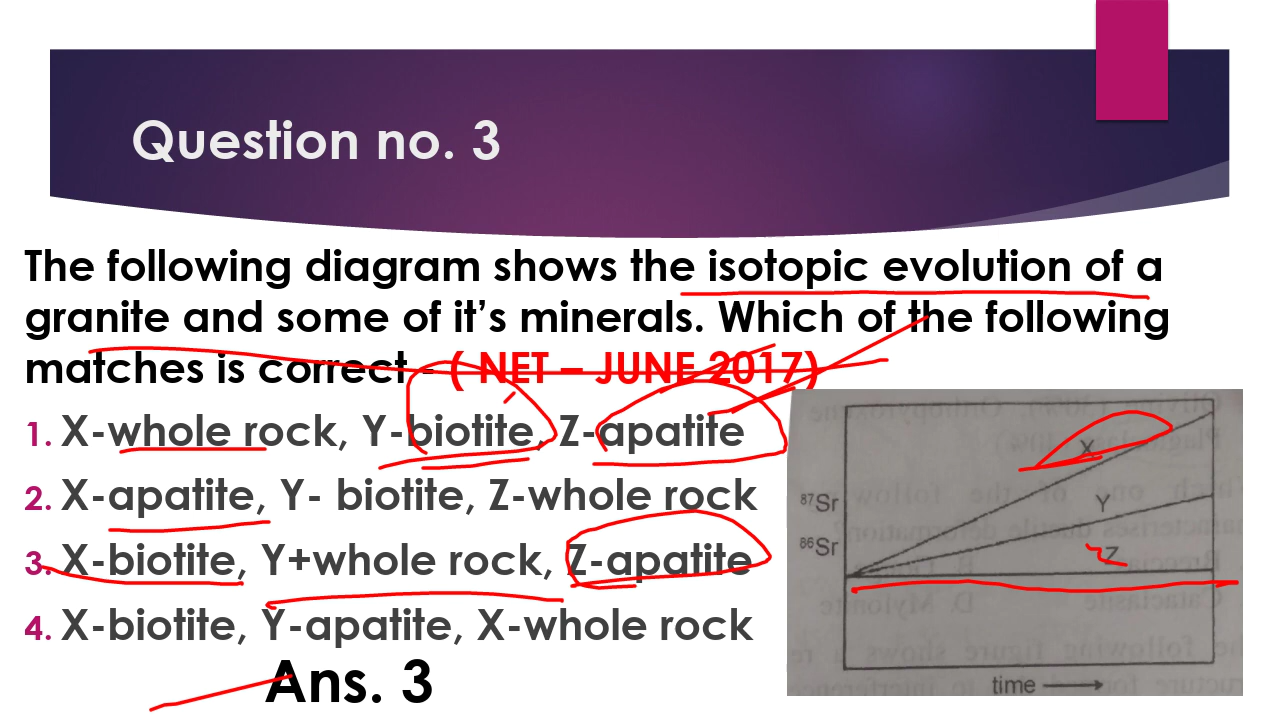 Question no. 3
The following diagram shows the isotopic evolution of a
granite and some of it's minerals. Which of the following
matches is correct - ( NET – JUNE 2017)
1. X-whole rock, Y-biotite, Z-apatite
2. X-apatite, Y- biotite, Z-whole rock
3. X-biotite, Y+whole rock, Z-apatite
4. X-biotite, Y-apatite, X-whole rock
Ans. 3
X
87Sr
Y
86Sr
Z
time